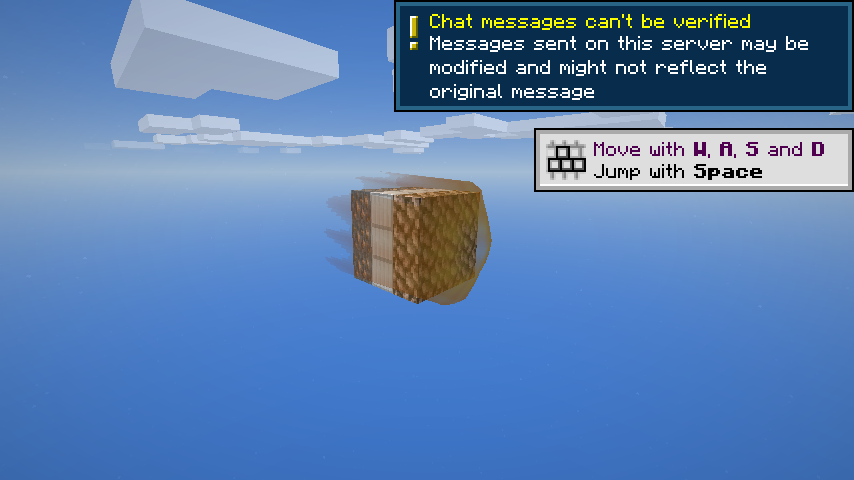 Chat messages can't be verified
Messages sent on this server may be
modified and might not reflect the
original message
Move with W, A, S and D
Jump with Space